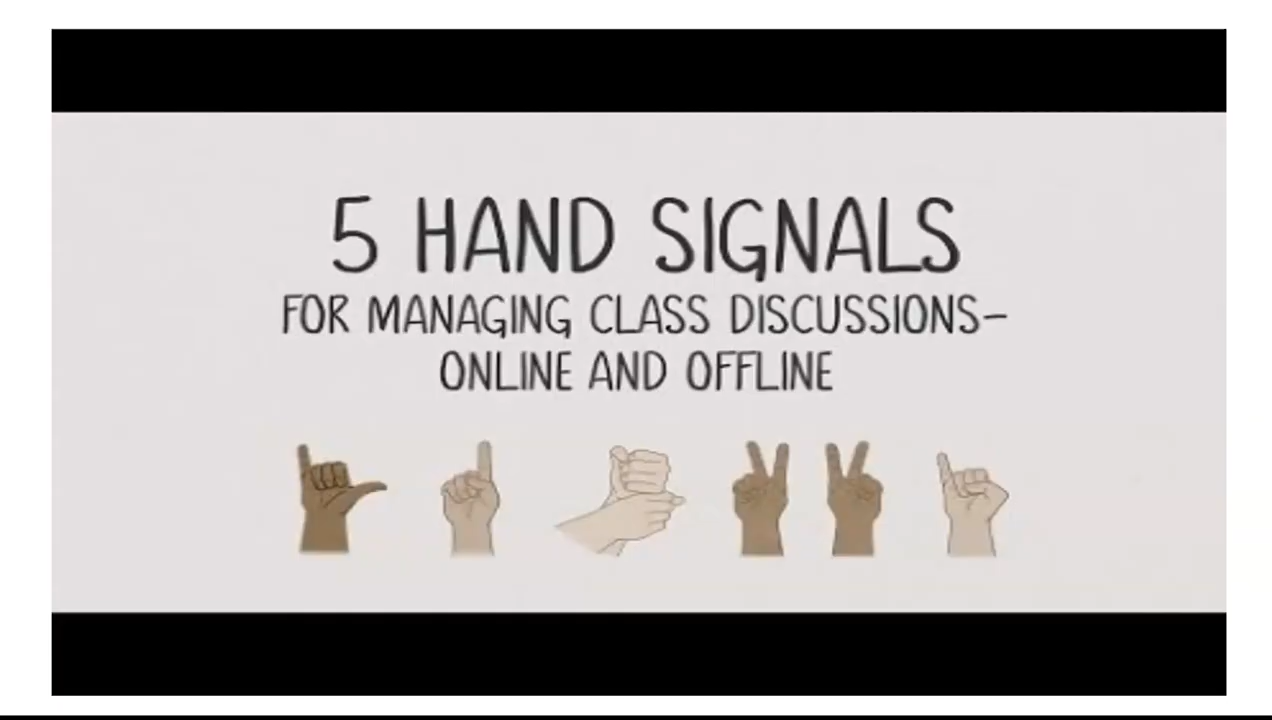 5 HAND SIGNALS
FOR MANAGING CLASS DISCUSSIONS–
ONLINE AND OFFLINE